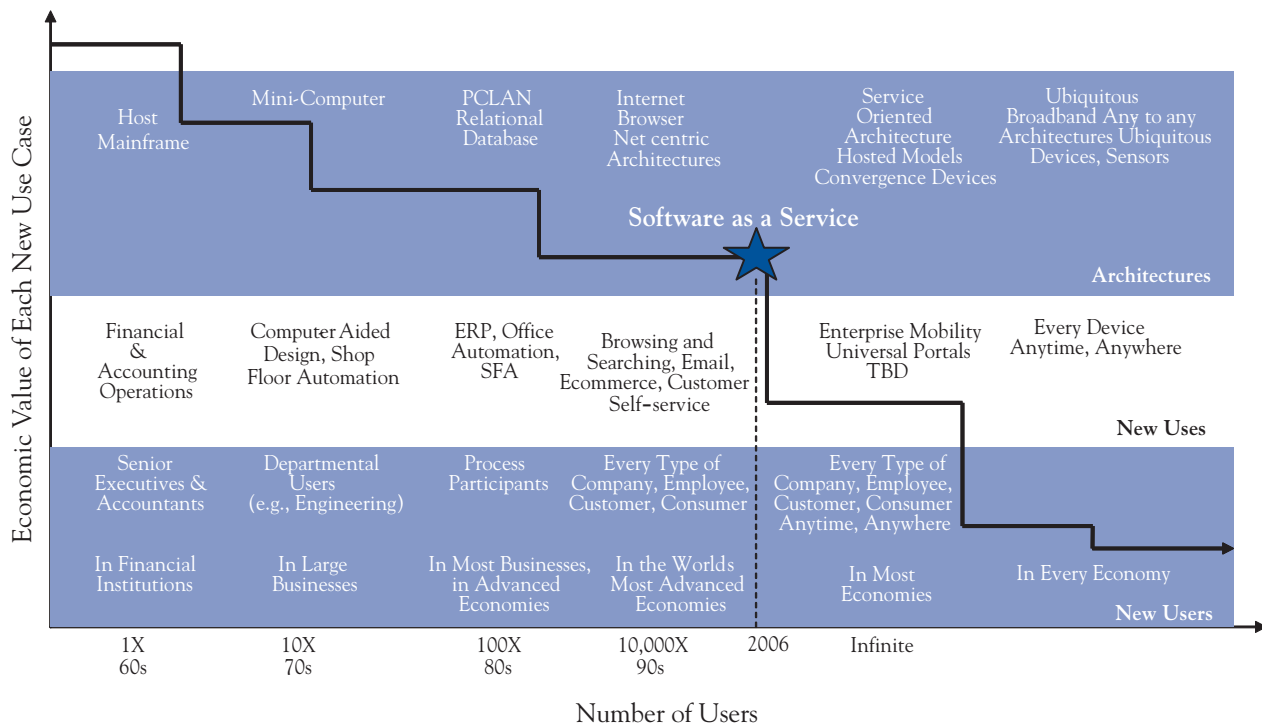 Economic Value of Each New Use Case
Host
Mainframe
Mini-Computer
PCLAN
Relational
Database
Internet
Browser
Net centric
Architectures
Service
Oriented
Architecture
Hosted Models
Convergence Devices
Ubiquitous
Broadband Any to any
Architectures Ubiquitous
Devices, Sensors
Software as a Service
Architectures
Financial
&
Accounting
Operations
Computer Aided
Design, Shop
Floor Automation
ERP, Office
Automation,
SFA
Browsing and
Searching, Email,
Ecommerce, Customer
Self-service
Enterprise Mobility
Universal Portals
TBD
Every Device
Anytime, Anywhere
New Uses
Senior
Executives &
Accountants
Departmental
Users
(e.g., Engineering)
Process
Participants
Every Type of
Company, Employee,
Customer, Consumer
Every Type of
Company, Employee,
Customer, Consumer
Anytime, Anywhere
In Financial
Institutions
In Large
Businesses
In Most Businesses,
in Advanced
Economies
In the Worlds
Most Advanced
Economies
In Most
Economies
In Every Economy
New Users
1X
60s
10X
70s
100X
80s
10,000X
90s
2006
Infinite
Number of Users